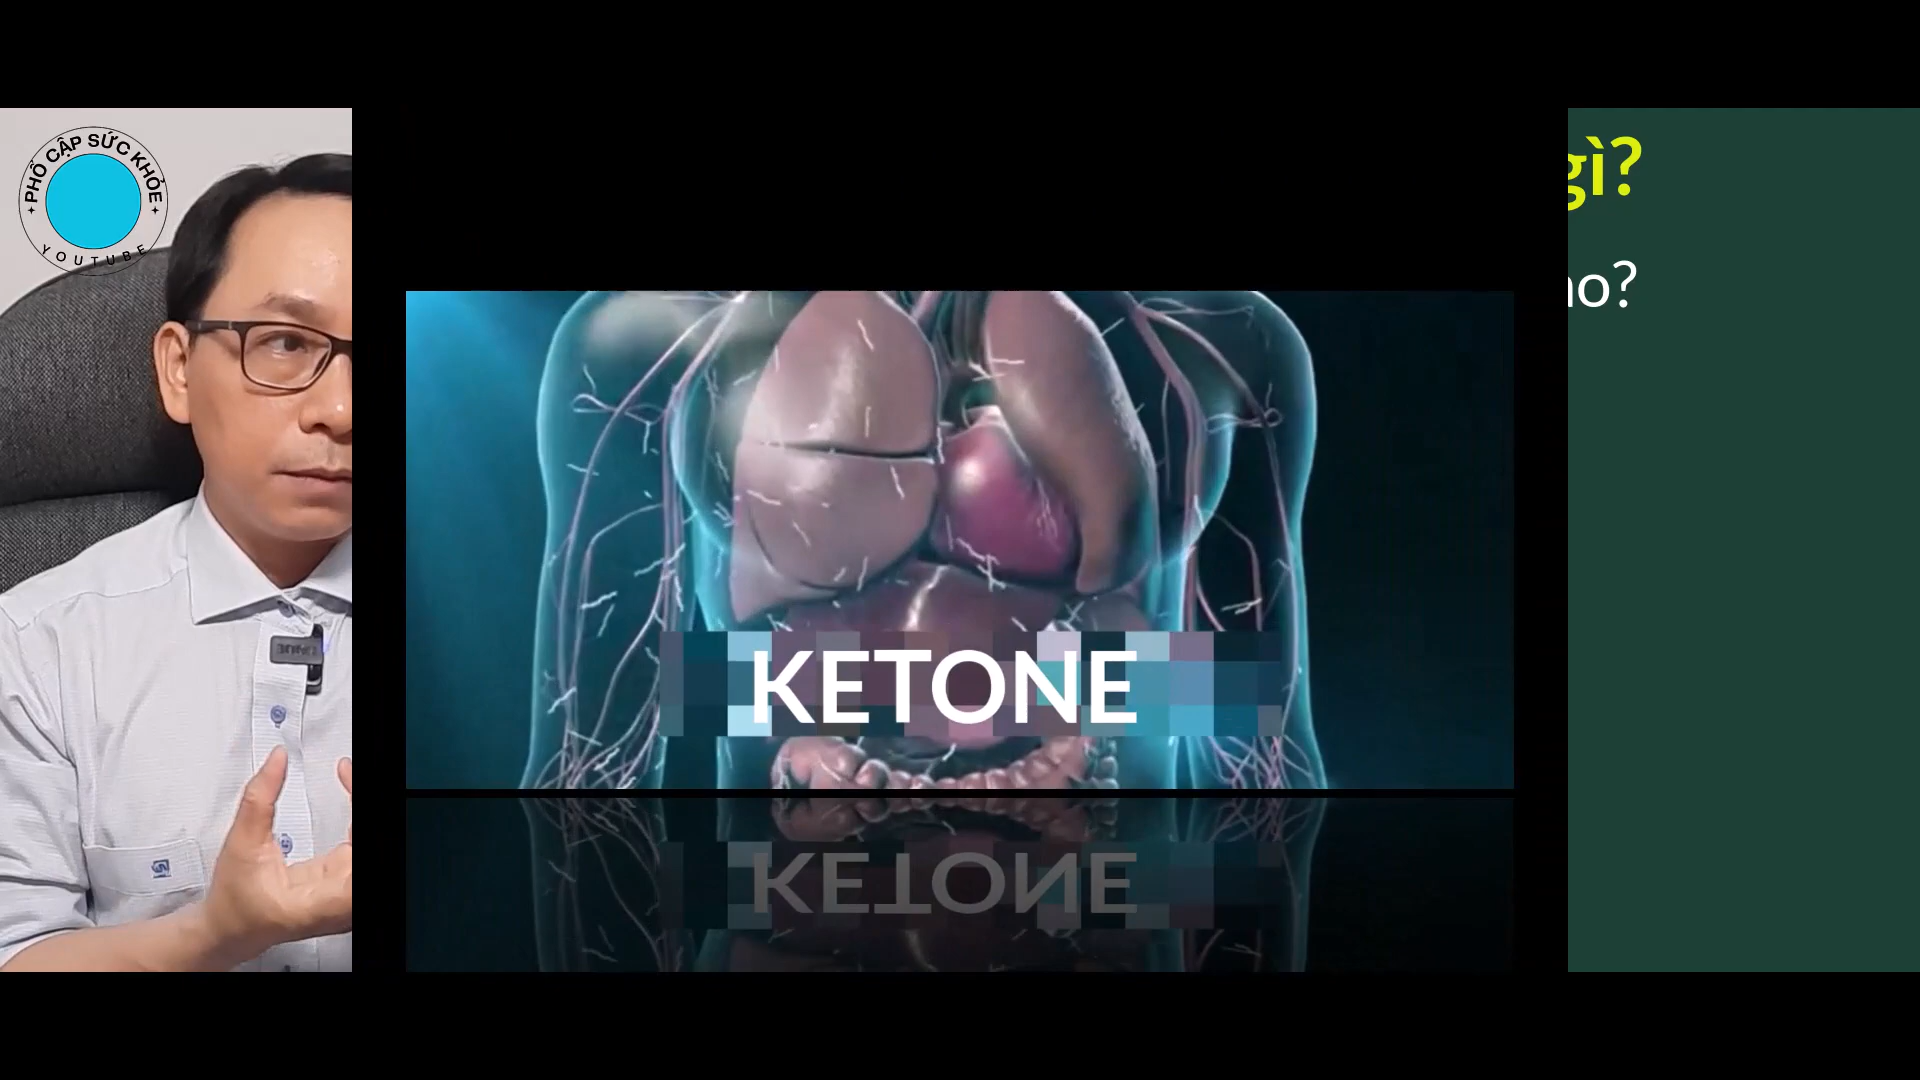 PHỔ CẬP SỨC KHỎE
YOUTUBE
gì?
ho?
KETONE
KETONE